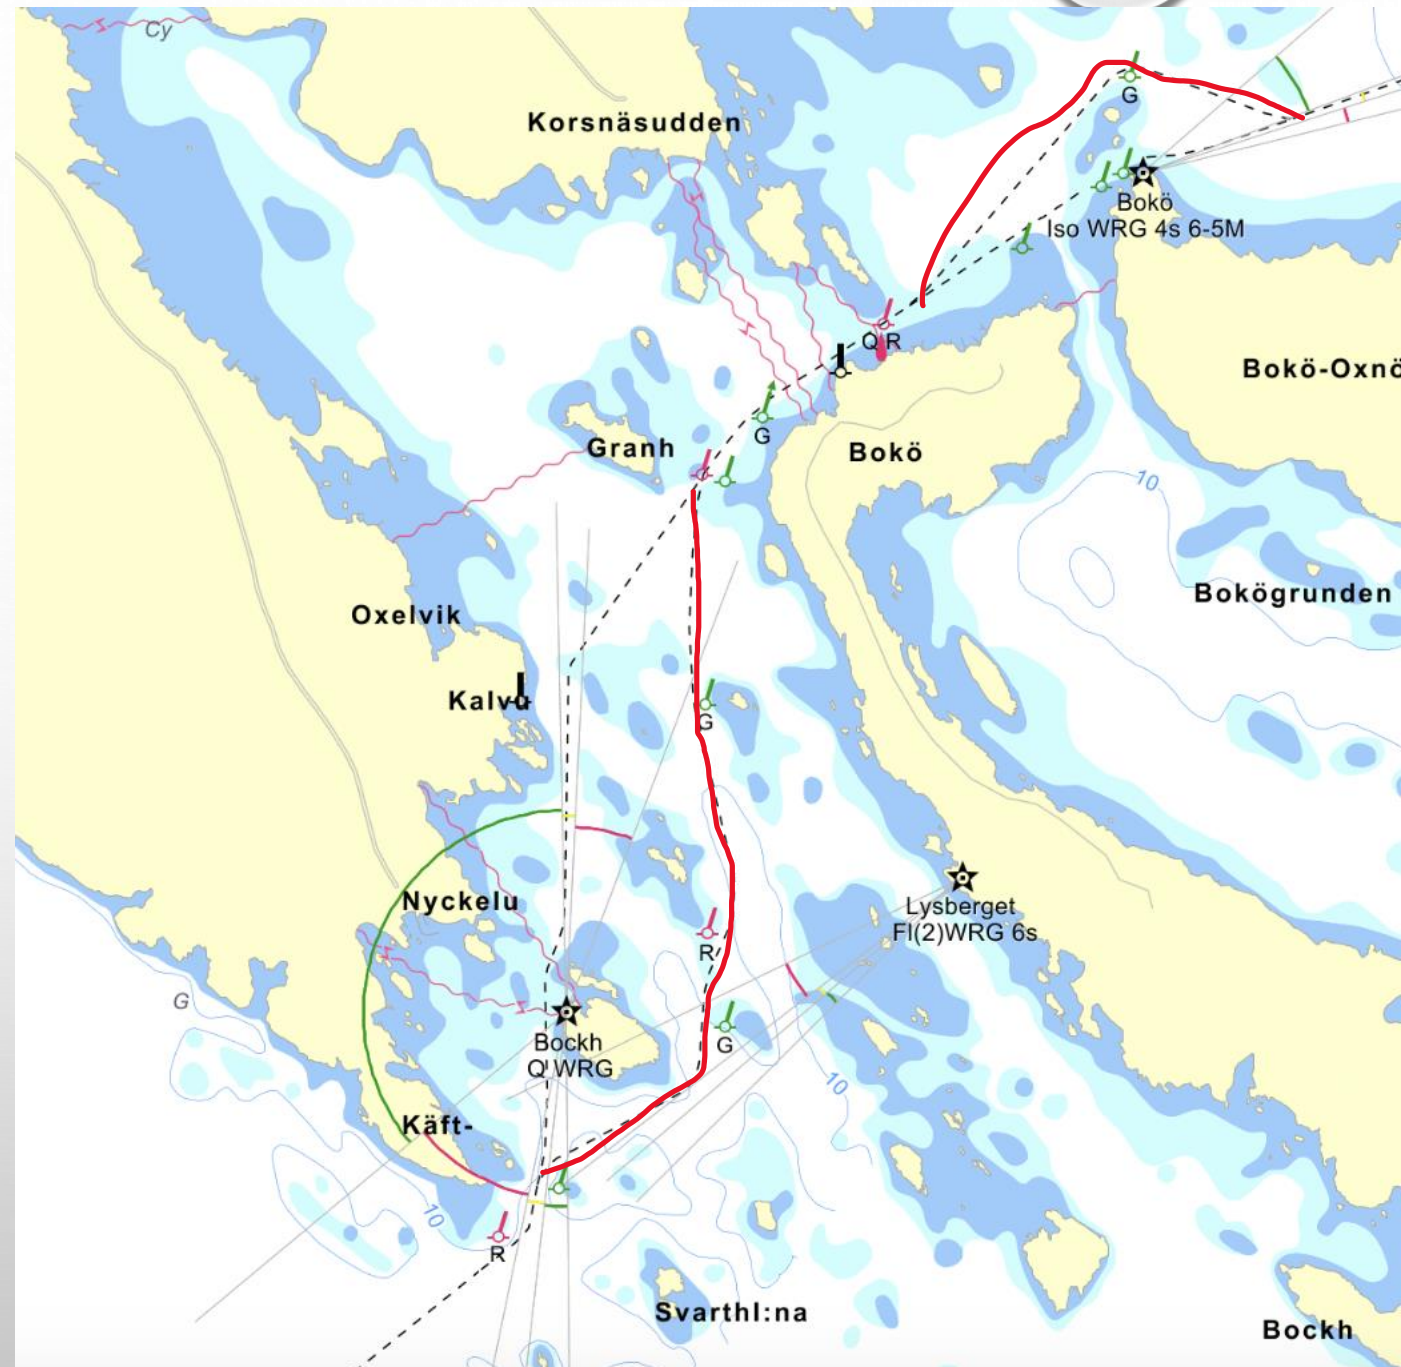 Cy
G
Korsnäsudden
Bokö
Iso WRG 4s 6-5M
Q R
Bokö-Oxnö
G
Granh
Bokö
10
Bokögrunden
Oxelvik
Kalvu
G
Nyckelu
Lysberget
Fl(2)WRG 6s
R
G
Bockh
Q WRG
G
10
Käft-
10
R
Svarthl:na
Bockh